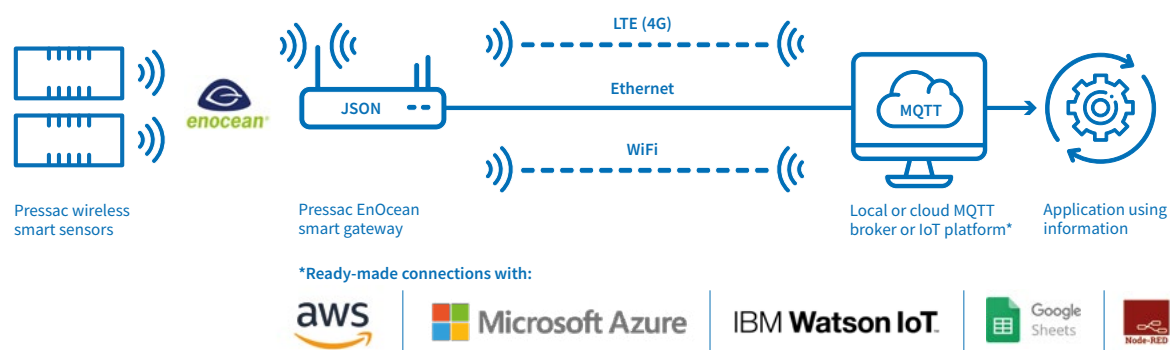 LTE (4G)
enocean®
JSON
Ethernet
MQTT
WiFi
Pressac wireless
smart sensors
Pressac EnOcean
smart gateway
Local or cloud MQTT
broker or IoT platform*
Application using
information
*Ready-made connections with:
aws
Microsoft Azure
IBM Watson IoT.
Google
Sheets
Node-RED